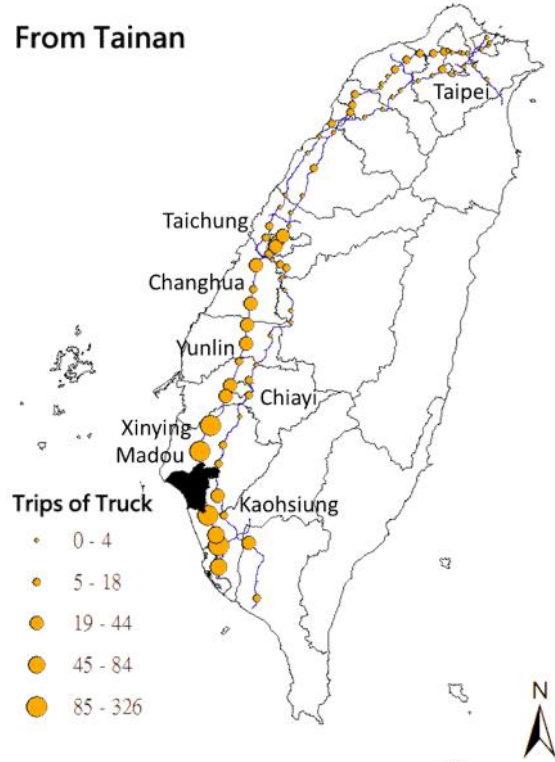 From Tainan
Taipei
Taichung
Changhua
Yunlin
Chiayi
Xinying
Madou
Kaohsiung
Trips of Truck
0 - 4
5 - 18
19 - 44
45 - 84
85 - 326
N